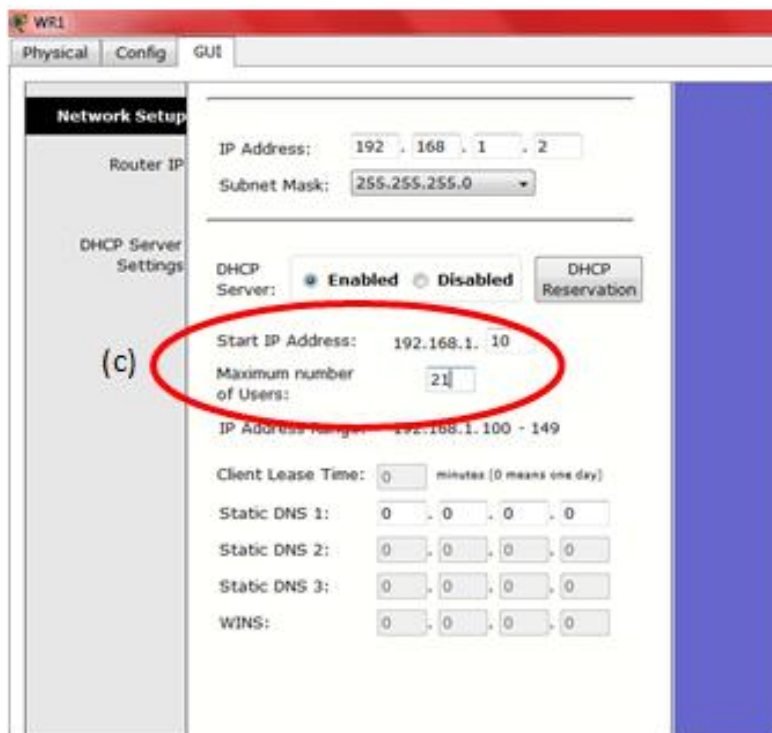 WR1
Physical Config GUI
Network Setup
Router IP
IP Address: 192 . 168 . 1 . 2
Subnet Mask: 255.255.255.0
DHCP Server
Settings
DHCP
Server: Enabled Disabled
DHCP
Reservation
(c)
Start IP Address: 192.168.1. 10
Maximum number
of Users: 21
IP Address Range: 192.168.1.100 - 149
Client Lease Time: 0 minutes (0 means one day)
Static DNS 1: 0 . 0 . 0 . 0
Static DNS 2: 0 . 0 . 0 . 0
Static DNS 3: 0 . 0 . 0 . 0
WINS: 0 . 0 . 0 . 0